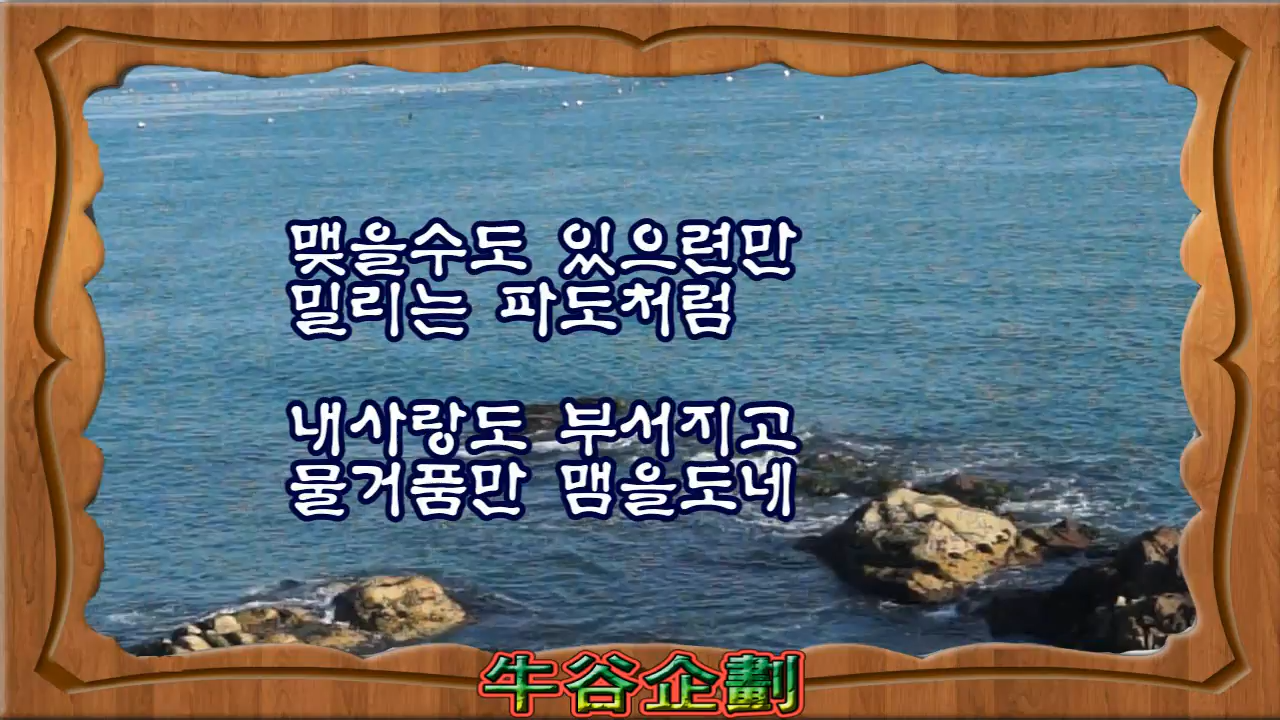 맺을수도 있으련만
밀리는 파도처럼
내사랑도 부서지고
물거품만 맴을도네
牛谷企劃